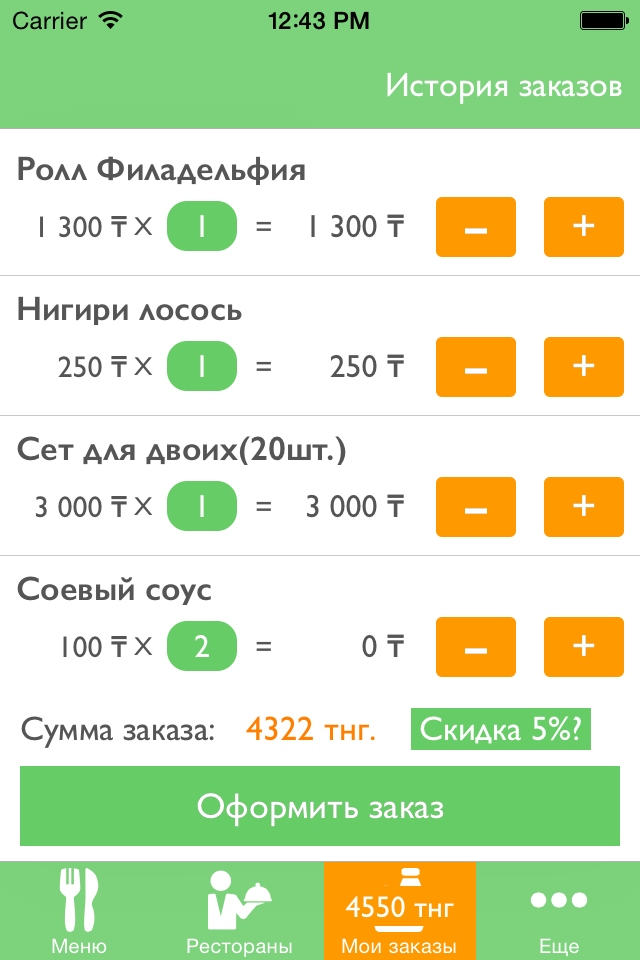 Carrier 12:43 PM
История заказов
Ролл Филадельфия
1 300 ₸ X 1 = 1 300 ₸ – +
Нигири лосось
250 ₸ X 1 = 250 ₸ – +
Сет для двоих(20шт.)
3 000 ₸ X 1 = 3 000 ₸ – +
Соевый соус
100 ₸ X 2 = 0 ₸ – +
Сумма заказа: 4322 тнг. Скидка 5%?
Оформить заказ
4550 тнг
Меню Рестораны Мои заказы Еще